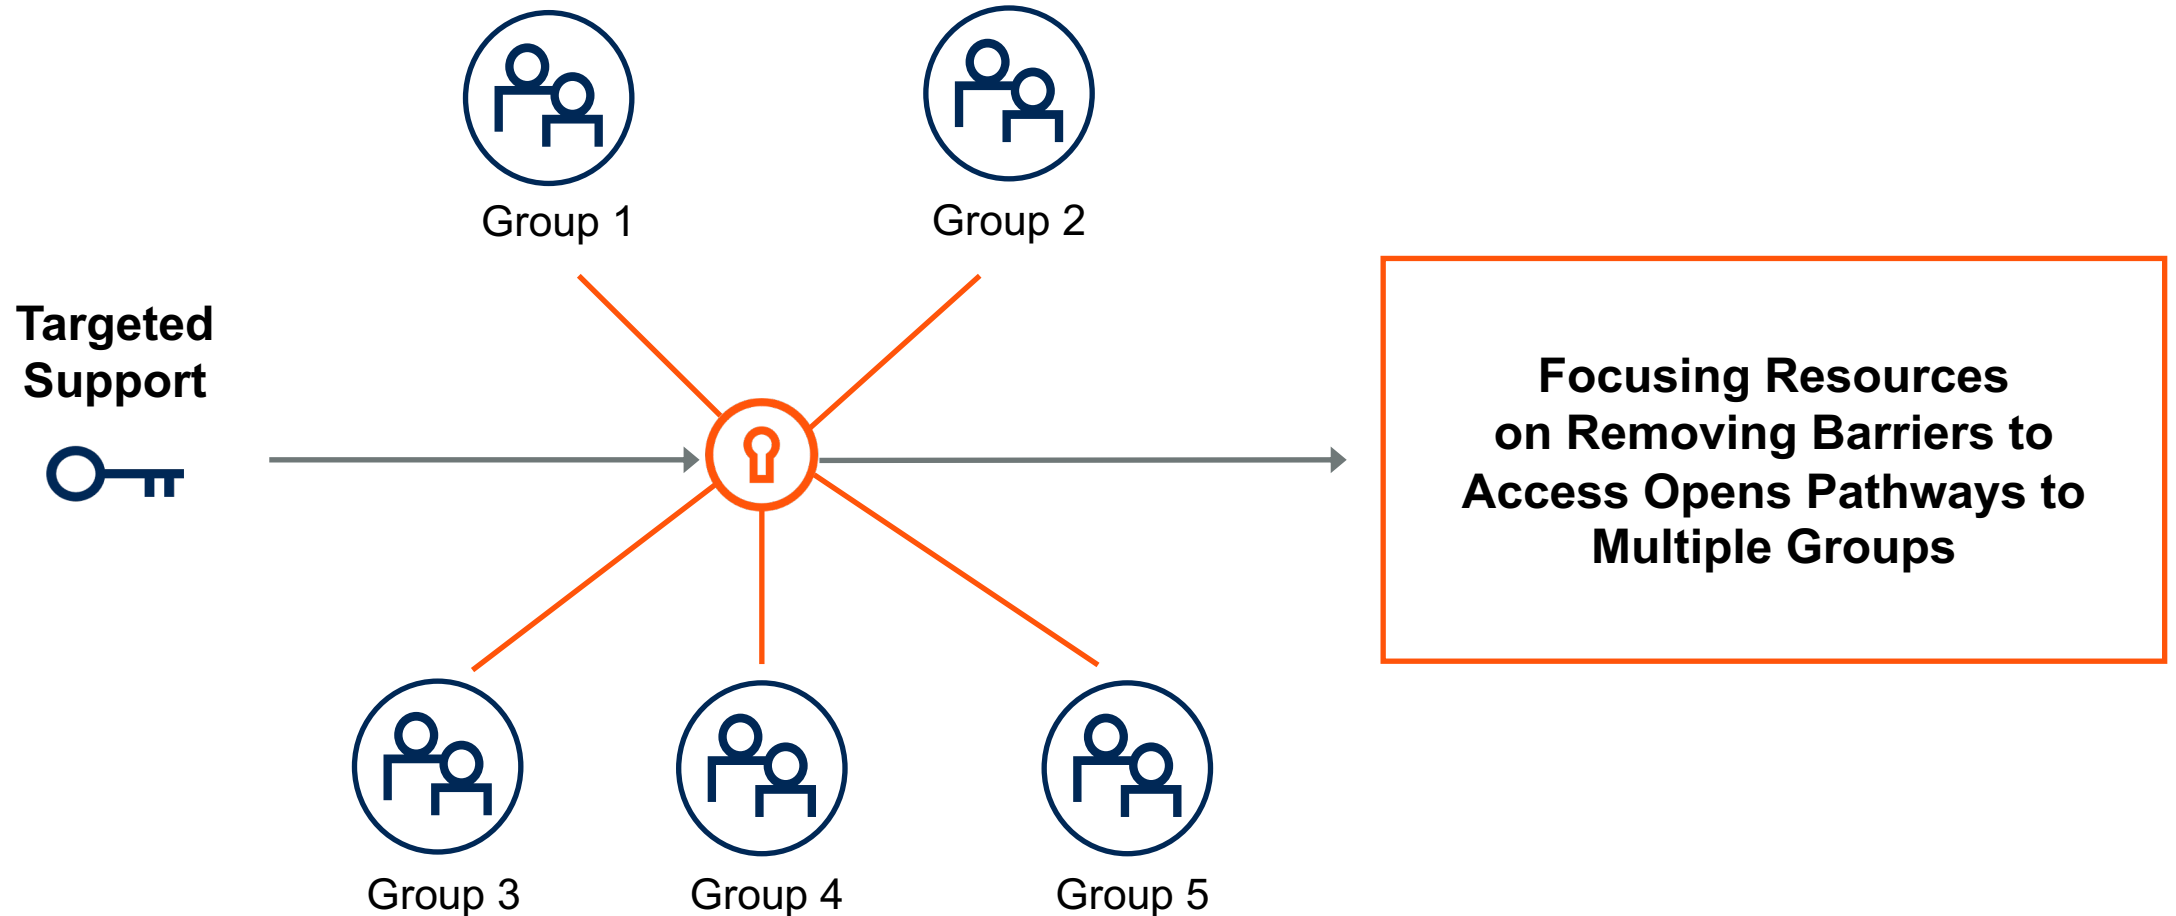 Group 1
Group 2
Targeted
Support
Focusing Resources
on Removing Barriers to
Access Opens Pathways to
Multiple Groups
Group 3
Group 4
Group 5